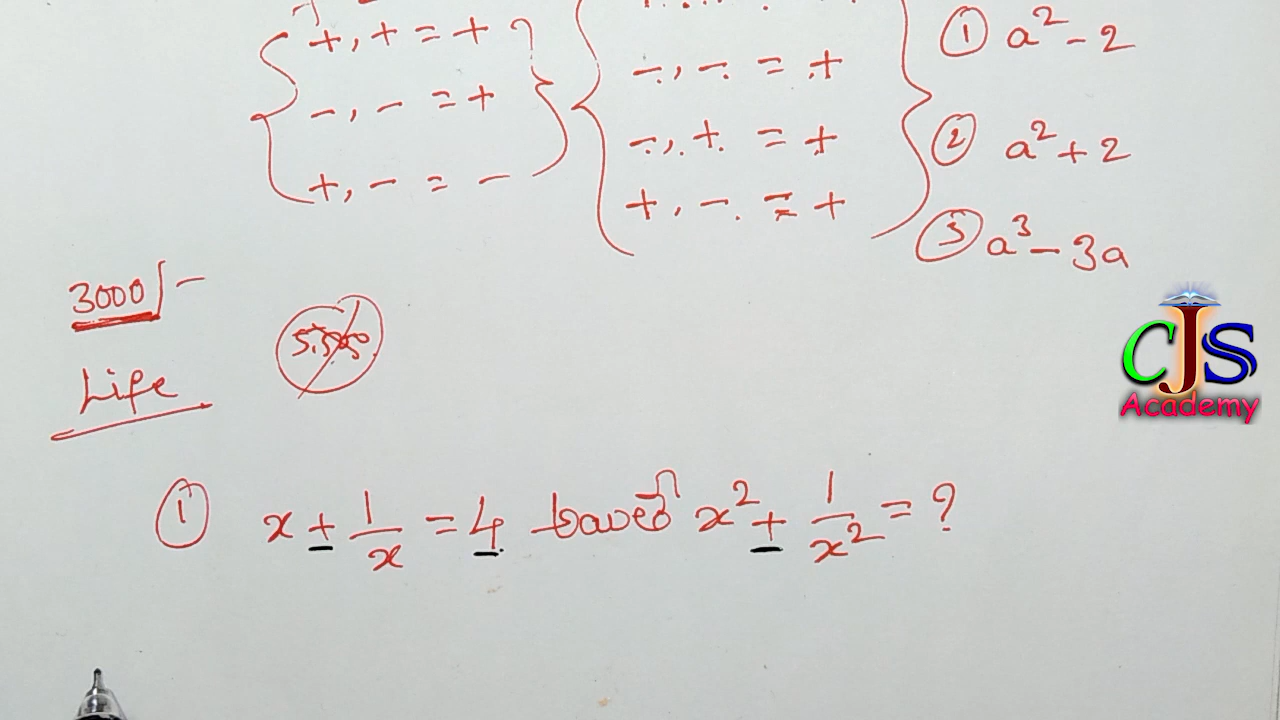 +, + = +
-, - = +
+, - = -
-, - = +
-, + = +
+, - = +
① a² - 2
② a² + 2
③ a³ - 3a
3000/-
Life
CJS
Academy
① x + 1/x = 4 x² + 1/x² = ?